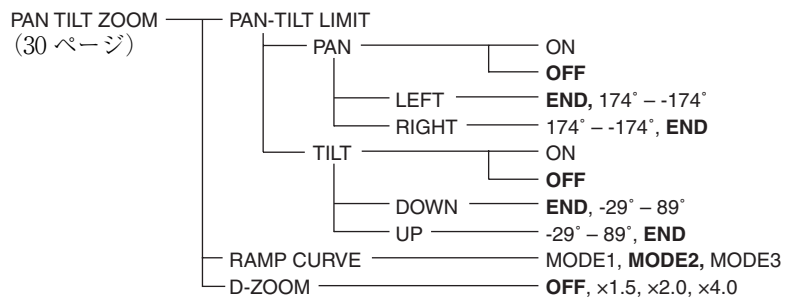 PAN TILT ZOOM PAN-TILT LIMIT
（30 ページ） PAN ON
OFF
LEFT END, 174° – -174°
RIGHT 174° – -174°, END
TILT ON
OFF
DOWN END, -29° – 89°
UP -29° – 89°, END
RAMP CURVE MODE1, MODE2, MODE3
D-ZOOM OFF, ×1.5, ×2.0, ×4.0